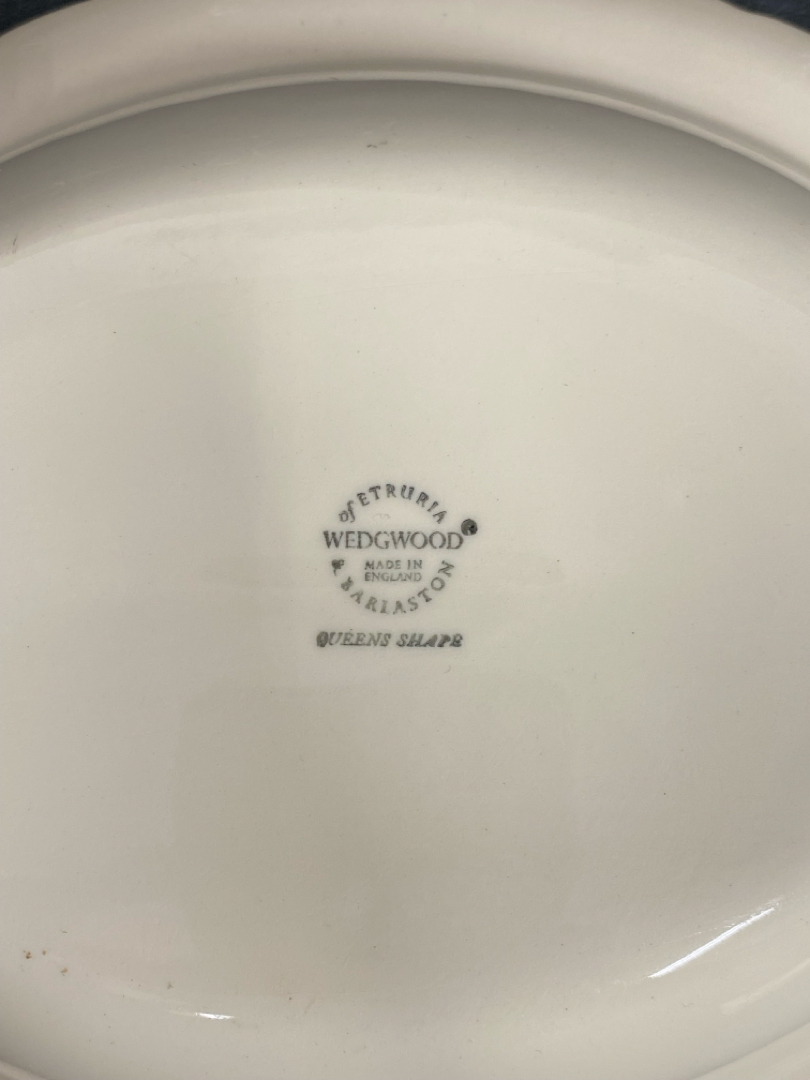 of ETRURIA
WEDGWOOD
MADE IN
ENGLAND
& BARLASTON
QUEENS SHAPE